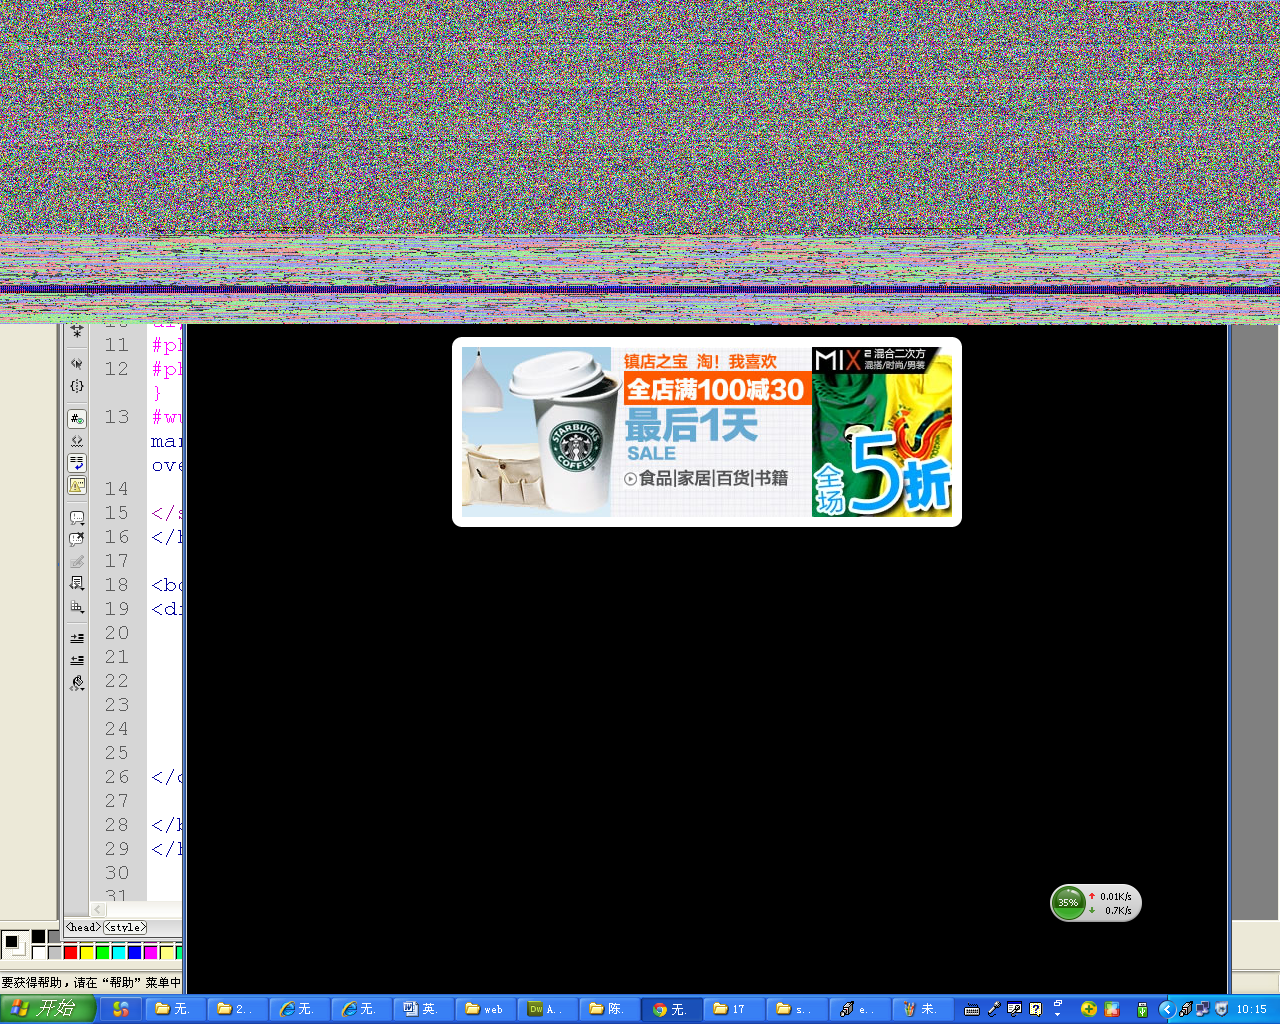 11 #ph
12 #ph
}
13 #wu
mar
ove
14
15 </s
16 </h
17
18 <bo
19 <di
20
21
22
23
24
25
26 </d
27
28 </b
29 </h
30
31
<head> <style>
镇店之宝 淘！我喜欢
全店满100减30
最后1天
SALE
食品|家居|百货|书籍
STARBUCKS
COFFEE
MIX 混合二次方
混搭/时尚/男装
全场5折
35% 0.01K/s
0.7K/s
要获得帮助，请在“帮助”菜单中
开始 无. 2.. 无. 无. 英. web A.. 陈. 无. 17 s.. e.. 未. 10:15